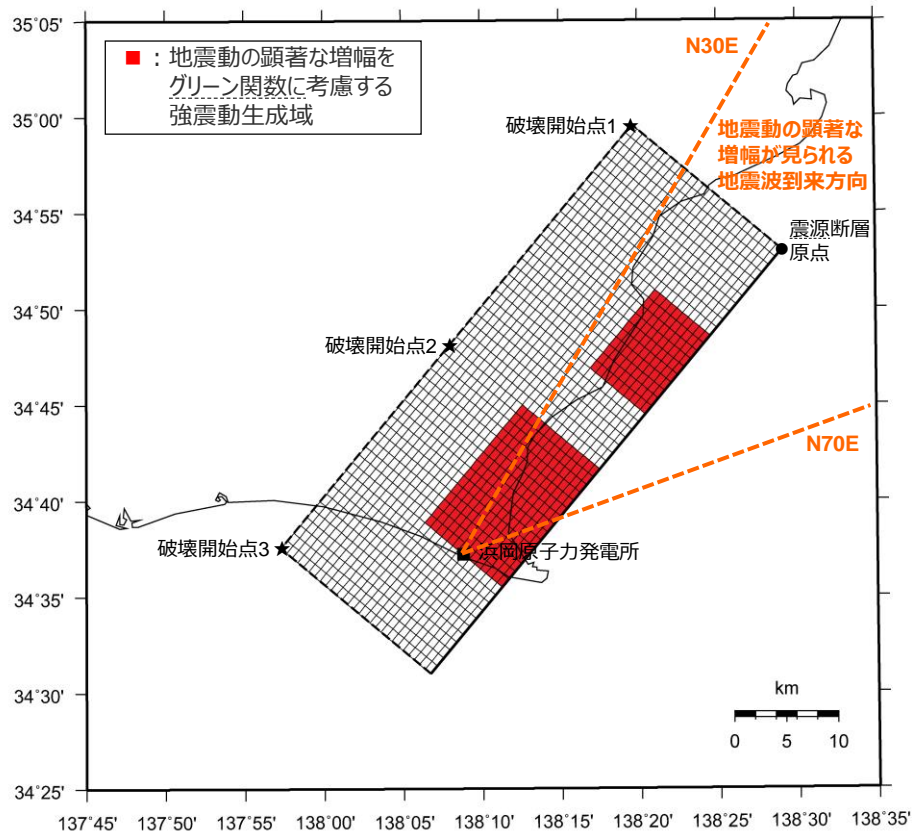 35˚05'
35˚00'
34˚55'
34˚50'
34˚45'
34˚40'
34˚35'
34˚30'
34˚25'
■ : 地震動の顕著な増幅を
グリーン関数に考慮する
強震動生成域
N30E
破壊開始点1
地震動の顕著な
増幅が見られる
地震波到来方向
震源断層
原点
破壊開始点2
N70E
破壊開始点3
浜岡原子力発電所
km
0 5 10
137˚45' 137˚50' 137˚55' 138˚00' 138˚05' 138˚10' 138˚15' 138˚20' 138˚25' 138˚30' 138˚35'